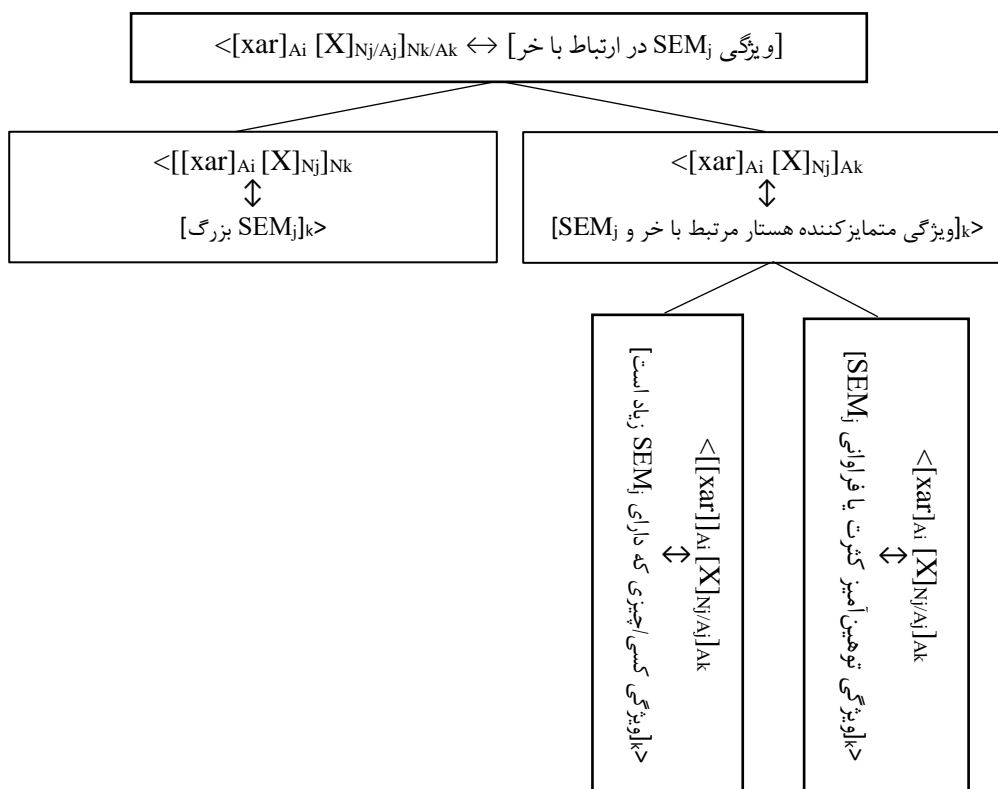 <[xar]Ai [X]Nj/Aj]Nk/Ak ↔ [ویژگی SEMj در ارتباط با خر]
<[[xar]Ai [X]Nj]Nk
↕
[SEMj بزرگ]k>
<[xar]Ai [X]Nj]Ak
↕
[ویژگی متمایزکننده هستار مرتبط با خر و SEMj]k>
<[[xar]]Ai [X]Nj/Aj]Ak
↔
[ویژگی کسی/چیزی که دارای SEMj زیاد است]k>
<[xar]Ai [X]Nj/Aj]Ak
↔
[ویژگی توهین‌آمیز کثرت یا فراوانی SEMj]k>